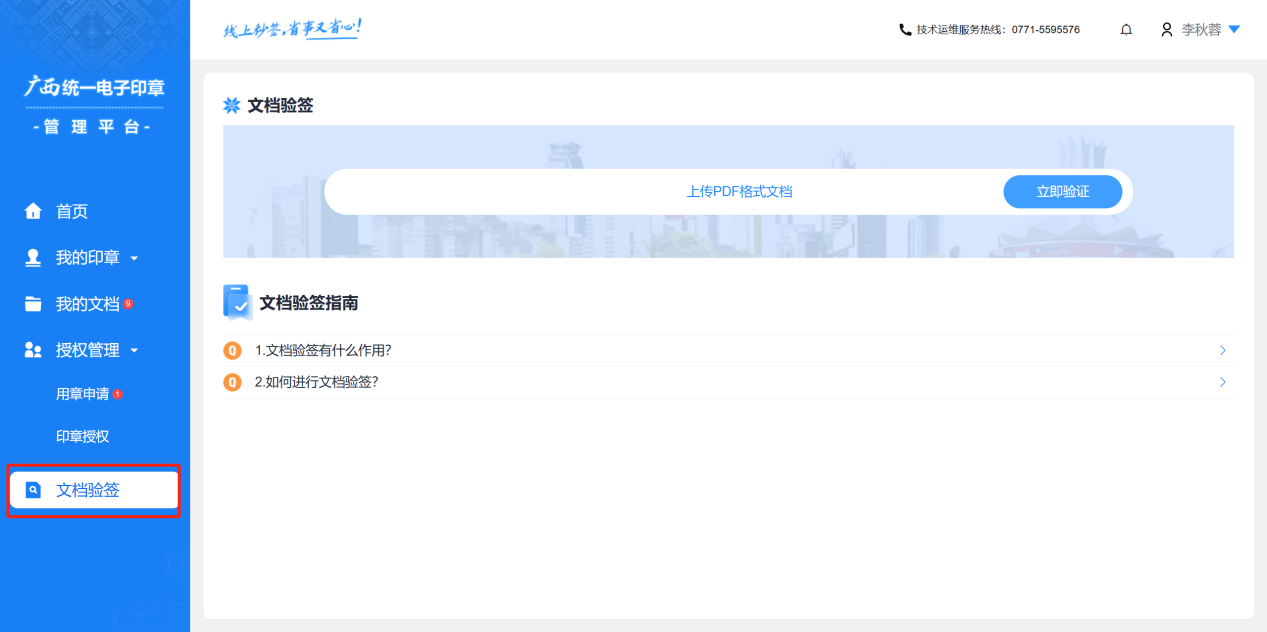 广西统一电子印章
-管理平台-
首页
我的印章
我的文档 9
授权管理
用章申请 1
印章授权
文档验签
线上秒签,省事又省心!
技术运维服务热线：0771-5595576
李秋蓉
文档验签
上传PDF格式文档
立即验证
文档验签指南
Q 1.文档验签有什么作用?
Q 2.如何进行文档验签?